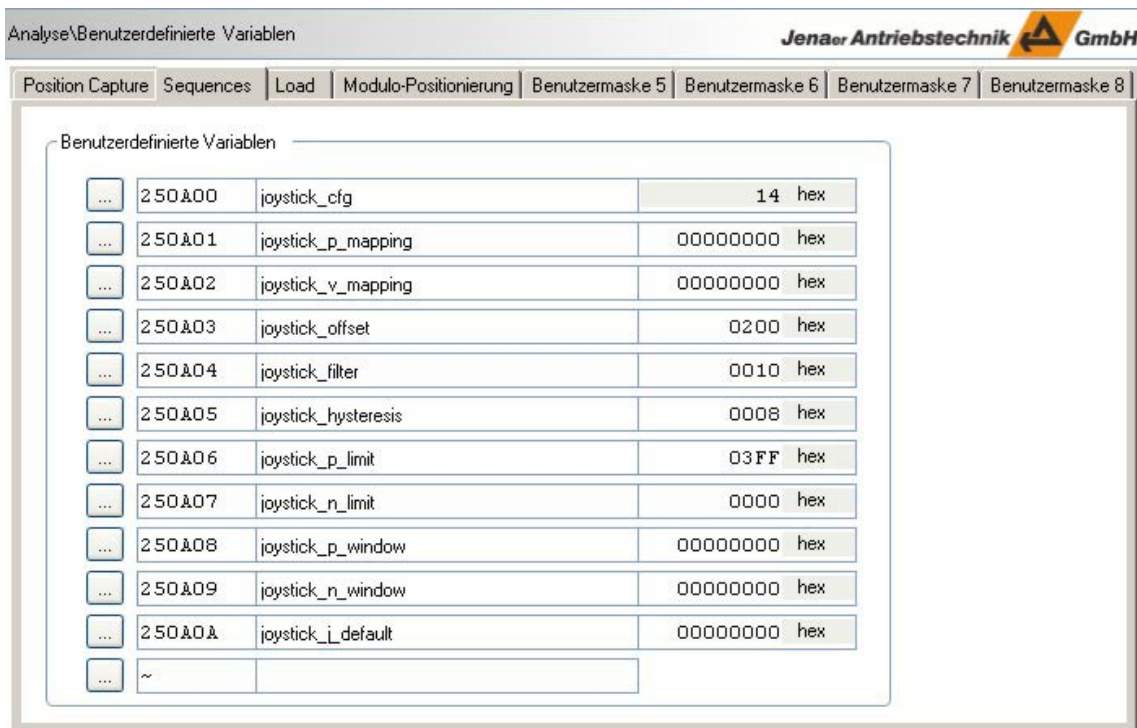 Analyse\Benutzerdefinierte Variablen Jenaer Antriebstechnik GmbH
Position Capture Sequences Load Modulo-Positionierung Benutzermaske 5 Benutzermaske 6 Benutzermaske 7 Benutzermaske 8
Benutzerdefinierte Variablen
... 250A00 joystick_cfg 14 hex
... 250A01 joystick_p_mapping 00000000 hex
... 250A02 joystick_v_mapping 00000000 hex
... 250A03 joystick_offset 0200 hex
... 250A04 joystick_filter 0010 hex
... 250A05 joystick_hysteresis 0008 hex
... 250A06 joystick_p_limit 03FF hex
... 250A07 joystick_n_limit 0000 hex
... 250A08 joystick_p_window 00000000 hex
... 250A09 joystick_n_window 00000000 hex
... 250A0A joystick_j_default 00000000 hex
... ~